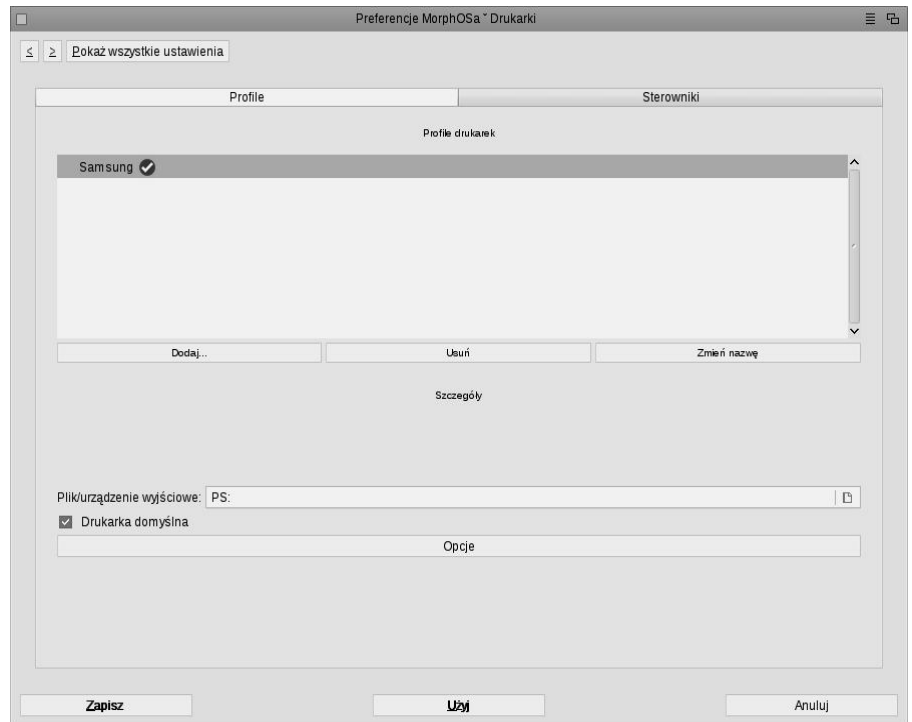 Preferencje MorphOSa ˇ Drukarki
< > Pokaż wszystkie ustawienia
Profile Sterowniki
Profile drukarek
Samsung
Dodaj... Usuń Zmień nazwę
Szczegóły
Plik/urządzenie wyjściowe: PS:
Drukarka domyślna
Opcje
Zapisz Użyj Anuluj